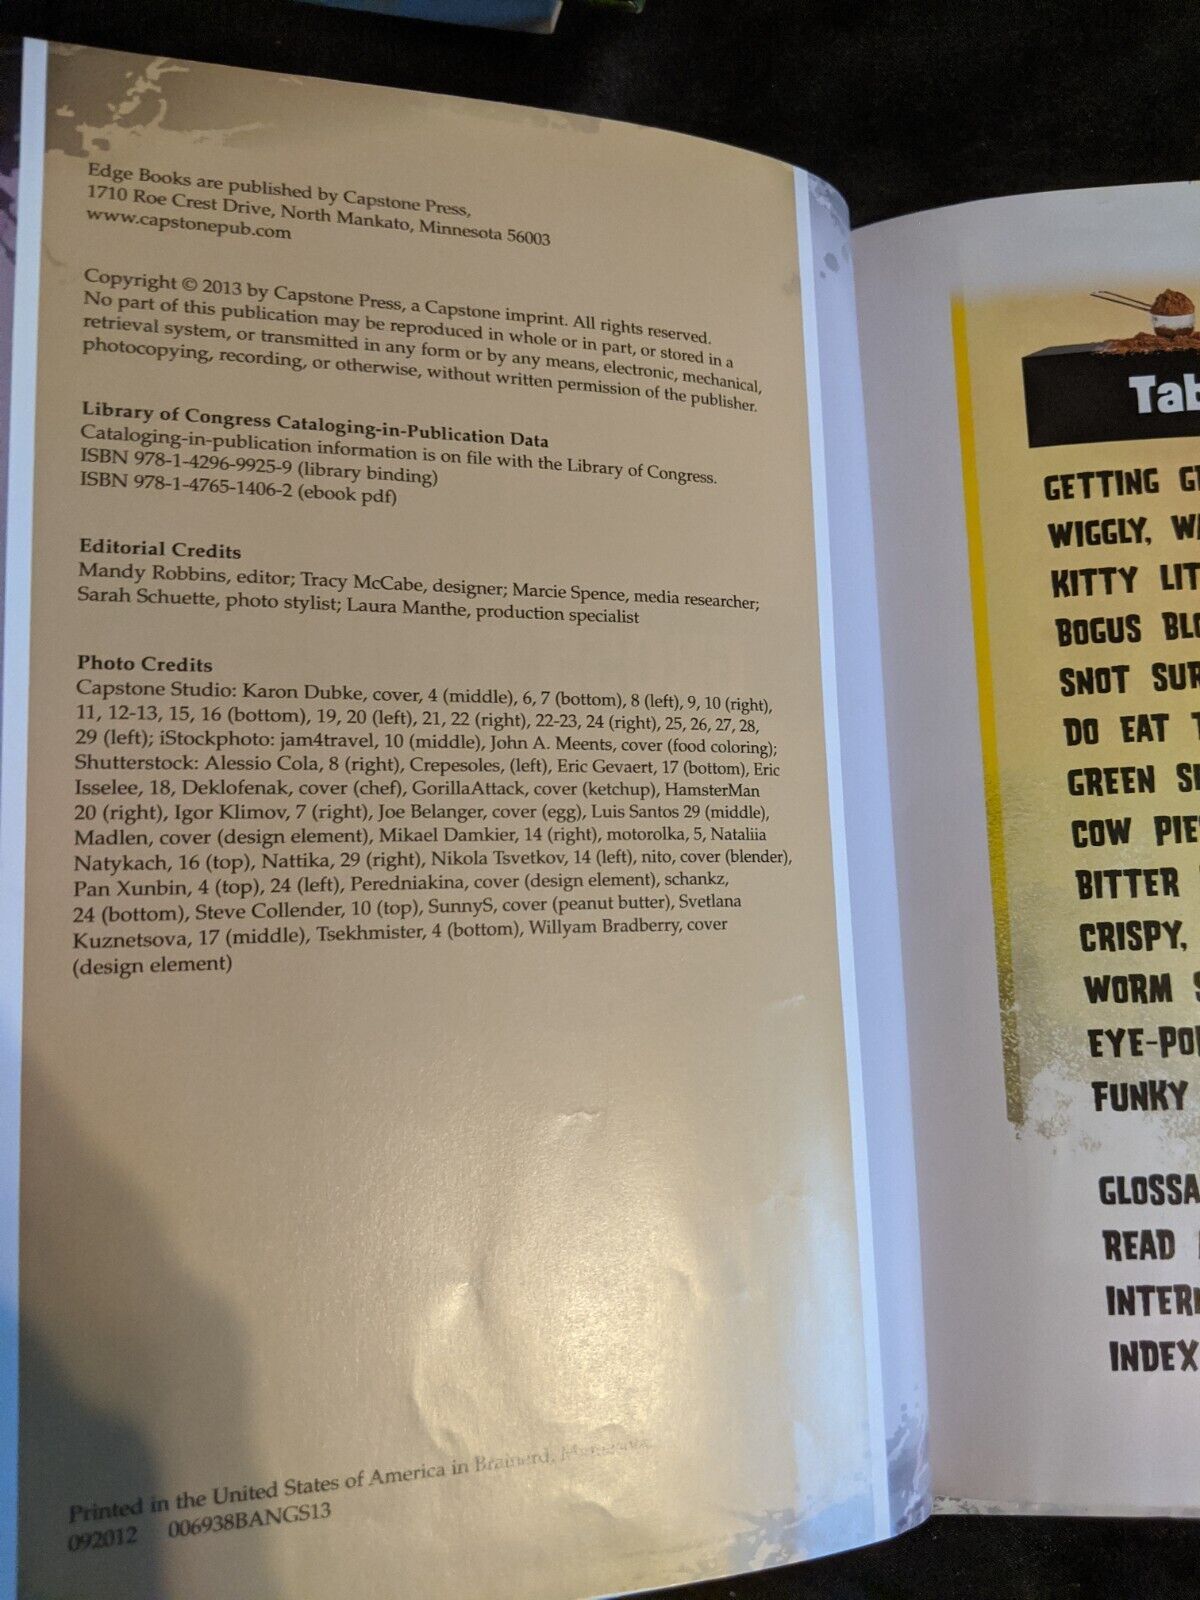 Edge Books are published by Capstone Press,
1710 Roe Crest Drive, North Mankato, Minnesota 56003
www.capstonepub.com
Copyright © 2013 by Capstone Press, a Capstone imprint. All rights reserved.
No part of this publication may be reproduced in whole or in part, or stored in a
retrieval system, or transmitted in any form or by any means, electronic, mechanical,
photocopying, recording, or otherwise, without written permission of the publisher.
Library of Congress Cataloging-in-Publication Data
Cataloging-in-publication information is on file with the Library of Congress.
ISBN 978-1-4296-9925-9 (library binding)
ISBN 978-1-4765-1406-2 (ebook pdf)
Editorial Credits
Mandy Robbins, editor; Tracy McCabe, designer; Marcie Spence, media researcher;
Sarah Schuette, photo stylist; Laura Manthe, production specialist
Photo Credits
Capstone Studio: Karon Dubke, cover, 4 (middle), 6, 7 (bottom), 8 (left), 9, 10 (right),
11, 12-13, 15, 16 (bottom), 19, 20 (left), 21, 22 (right), 22-23, 24 (right), 25, 26, 27, 28,
29 (left); iStockphoto: jam4travel, 10 (middle), John A. Meents, cover (food coloring);
Shutterstock: Alessio Cola, 8 (right), Crepesoles, (left), Eric Gevaert, 17 (bottom), Eric
Isselee, 18, Deklofenak, cover (chef), GorillaAttack, cover (ketchup), HamsterMan
20 (right), Igor Klimov, 7 (right), Joe Belanger, cover (egg), Luis Santos 29 (middle),
Madlen, cover (design element), Mikael Damkier, 14 (right), motorolka, 5, Nataliia
Natykach, 16 (top), Nattika, 29 (right), Nikola Tsvetkov, 14 (left), nito, cover (blender),
Pan Xunbin, 4 (top), 24 (left), Peredniakina, cover (design element), schankz,
24 (bottom), Steve Collender, 10 (top), SunnyS, cover (peanut butter), Svetlana
Kuznetsova, 17 (middle), Tsekhmister, 4 (bottom), Willyam Bradberry, cover
(design element)
Printed in the United States of America in Brainerd, Minnesota.
092012 006938BANGS13
Tab
GETTING G
WIGGLY, W
KITTY LIT
BOGUS BLO
SNOT SUR
DO EAT T
GREEN S
COW PIE
BITTER
CRISPY,
WORM S
EYE-POP
FUNKY
GLOSSA
READ
INTERN
INDEX